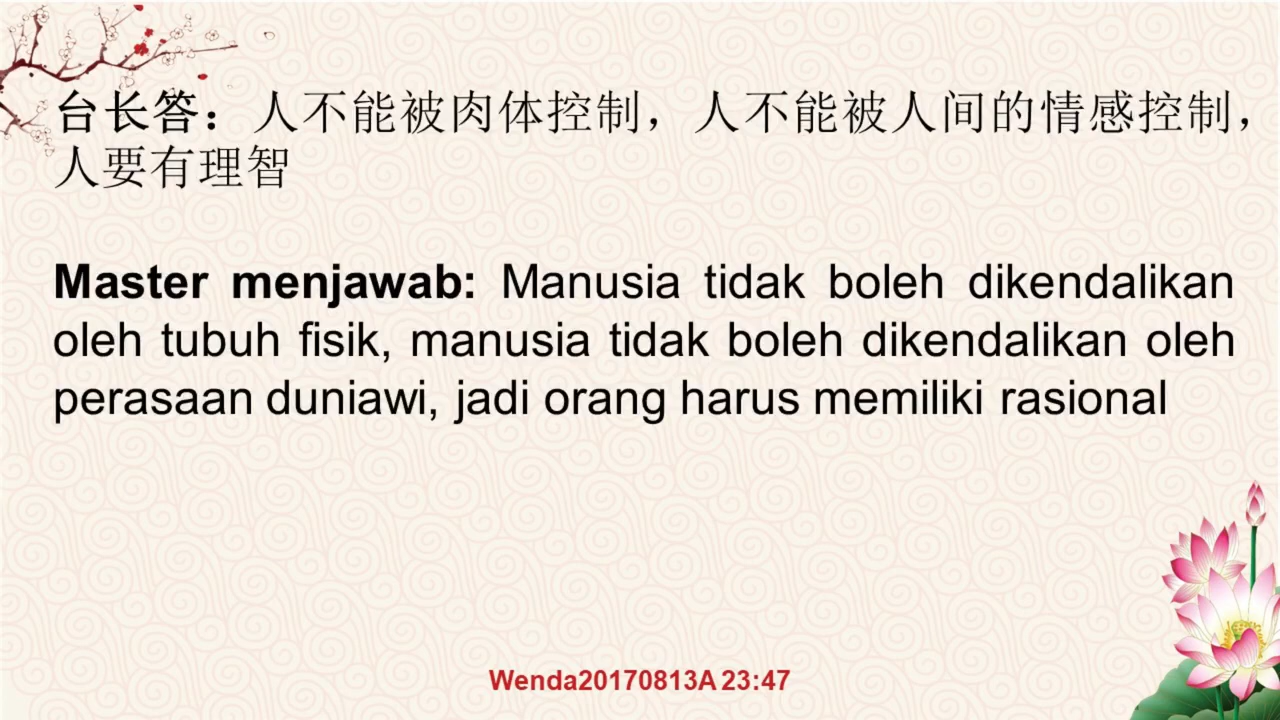 台长答：人不能被肉体控制，人不能被人间的情感控制，
人要有理智
Master menjawab: Manusia tidak boleh dikendalikan
oleh tubuh fisik, manusia tidak boleh dikendalikan oleh
perasaan duniawi, jadi orang harus memiliki rasional
Wenda20170813A 23:47